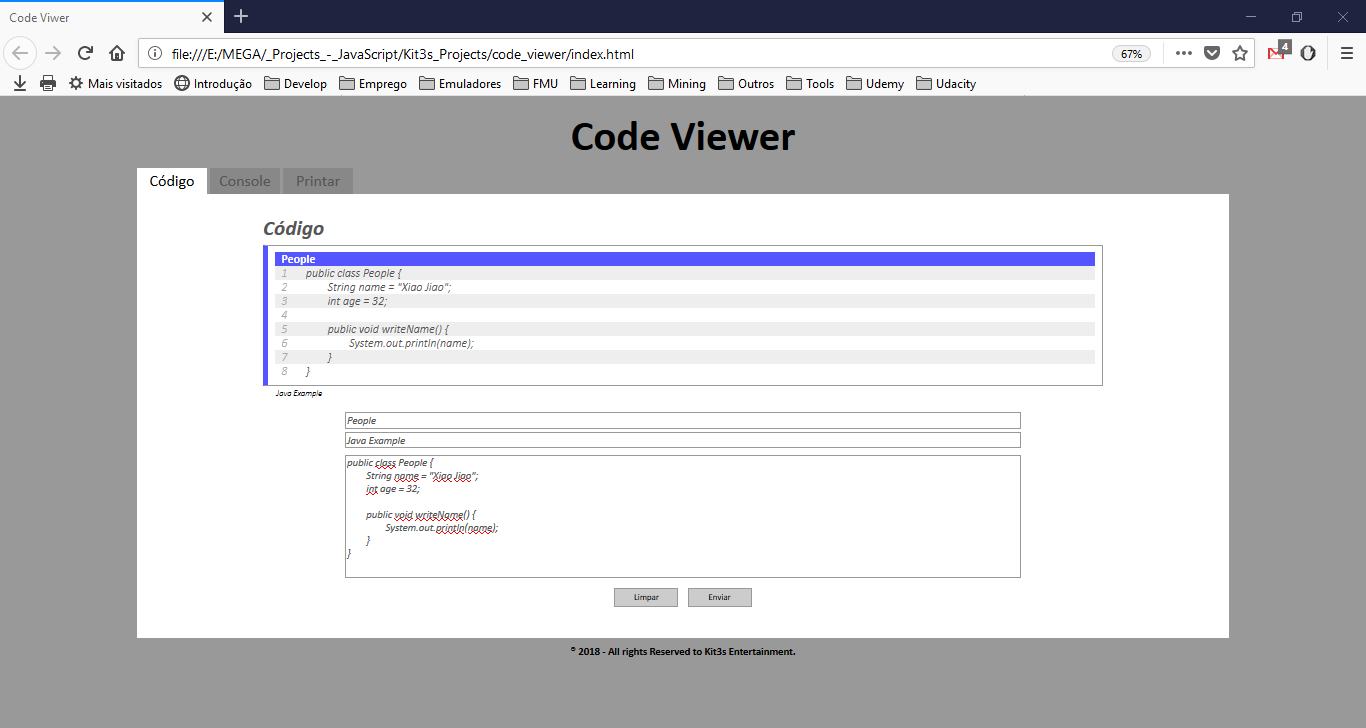 Code Viwer
file:///E:/MEGA/_Projects_-_JavaScript/Kit3s_Projects/code_viewer/index.html
67%
4
Mais visitados Introdução Develop Emprego Emuladores FMU Learning Mining Outros Tools Udemy Udacity
Code Viewer
Código Console Printar
Código
People
1 public class People {
2 String name = "Xiao Jiao";
3 int age = 32;
4
5 public void writeName() {
6 System.out.println(name);
7 }
8 }
Java Example
People
Java Example
public class People {
String name = "Xiao Jiao";
int age = 32;
public void writeName() {
System.out.println(name);
}
}
Limpar Enviar
© 2018 - All rights Reserved to Kit3s Entertainment.